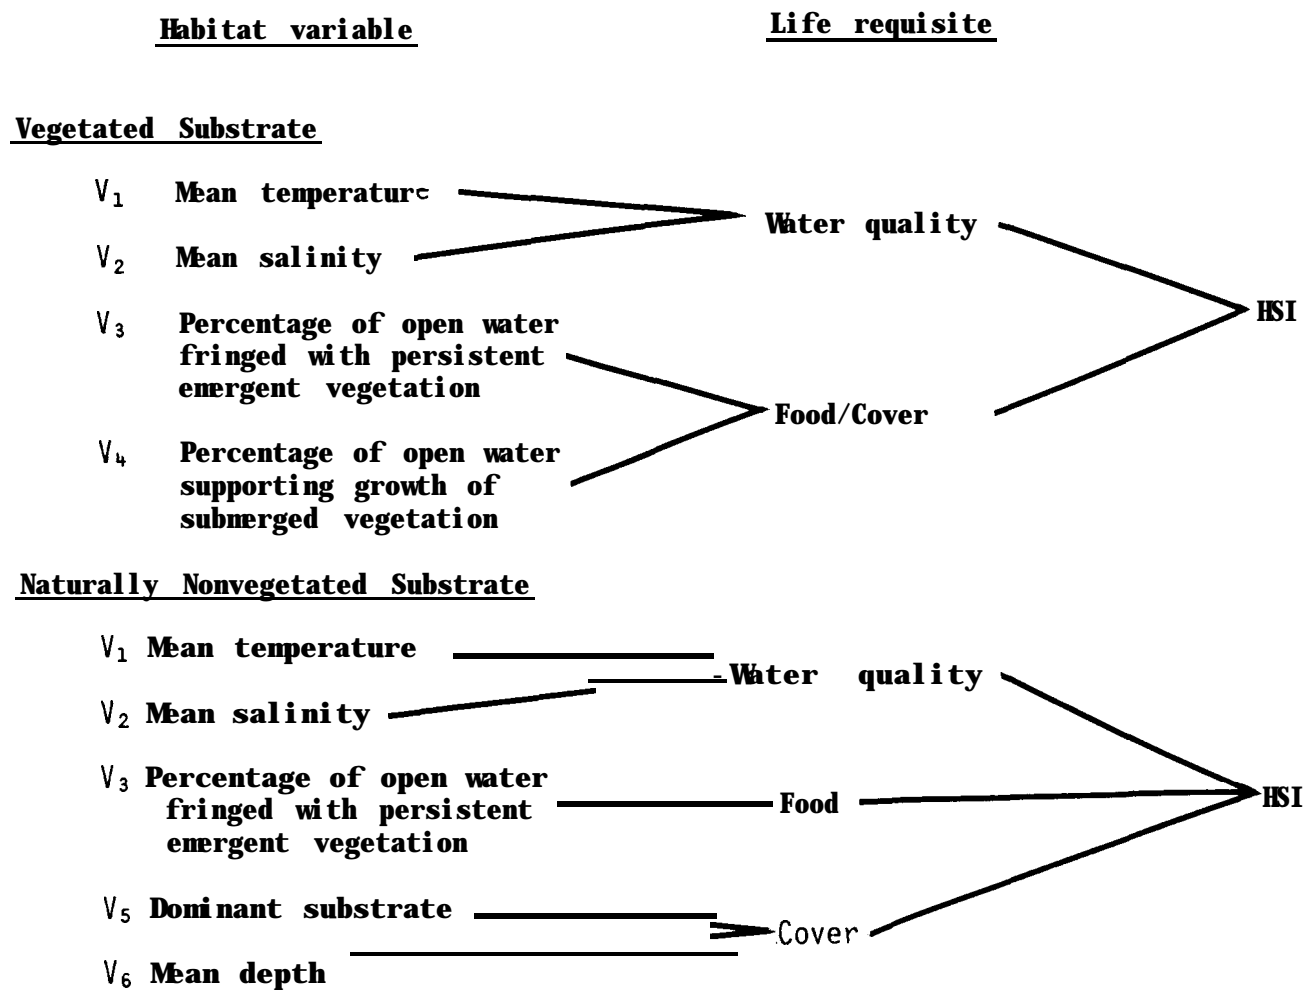 Habitat variable Life requisite
Vegetated Substrate
V₁ Mean temperature
Water quality
V₂ Mean salinity
HSI
V₃ Percentage of open water
fringed with persistent
emergent vegetation
Food/Cover
V₄ Percentage of open water
supporting growth of
submerged vegetation
Naturally Nonvegetated Substrate
V₁ Mean temperature
Water quality
V₂ Mean salinity
V₃ Percentage of open water
fringed with persistent
emergent vegetation
Food
HSI
V₅ Dominant substrate
Cover
V₆ Mean depth